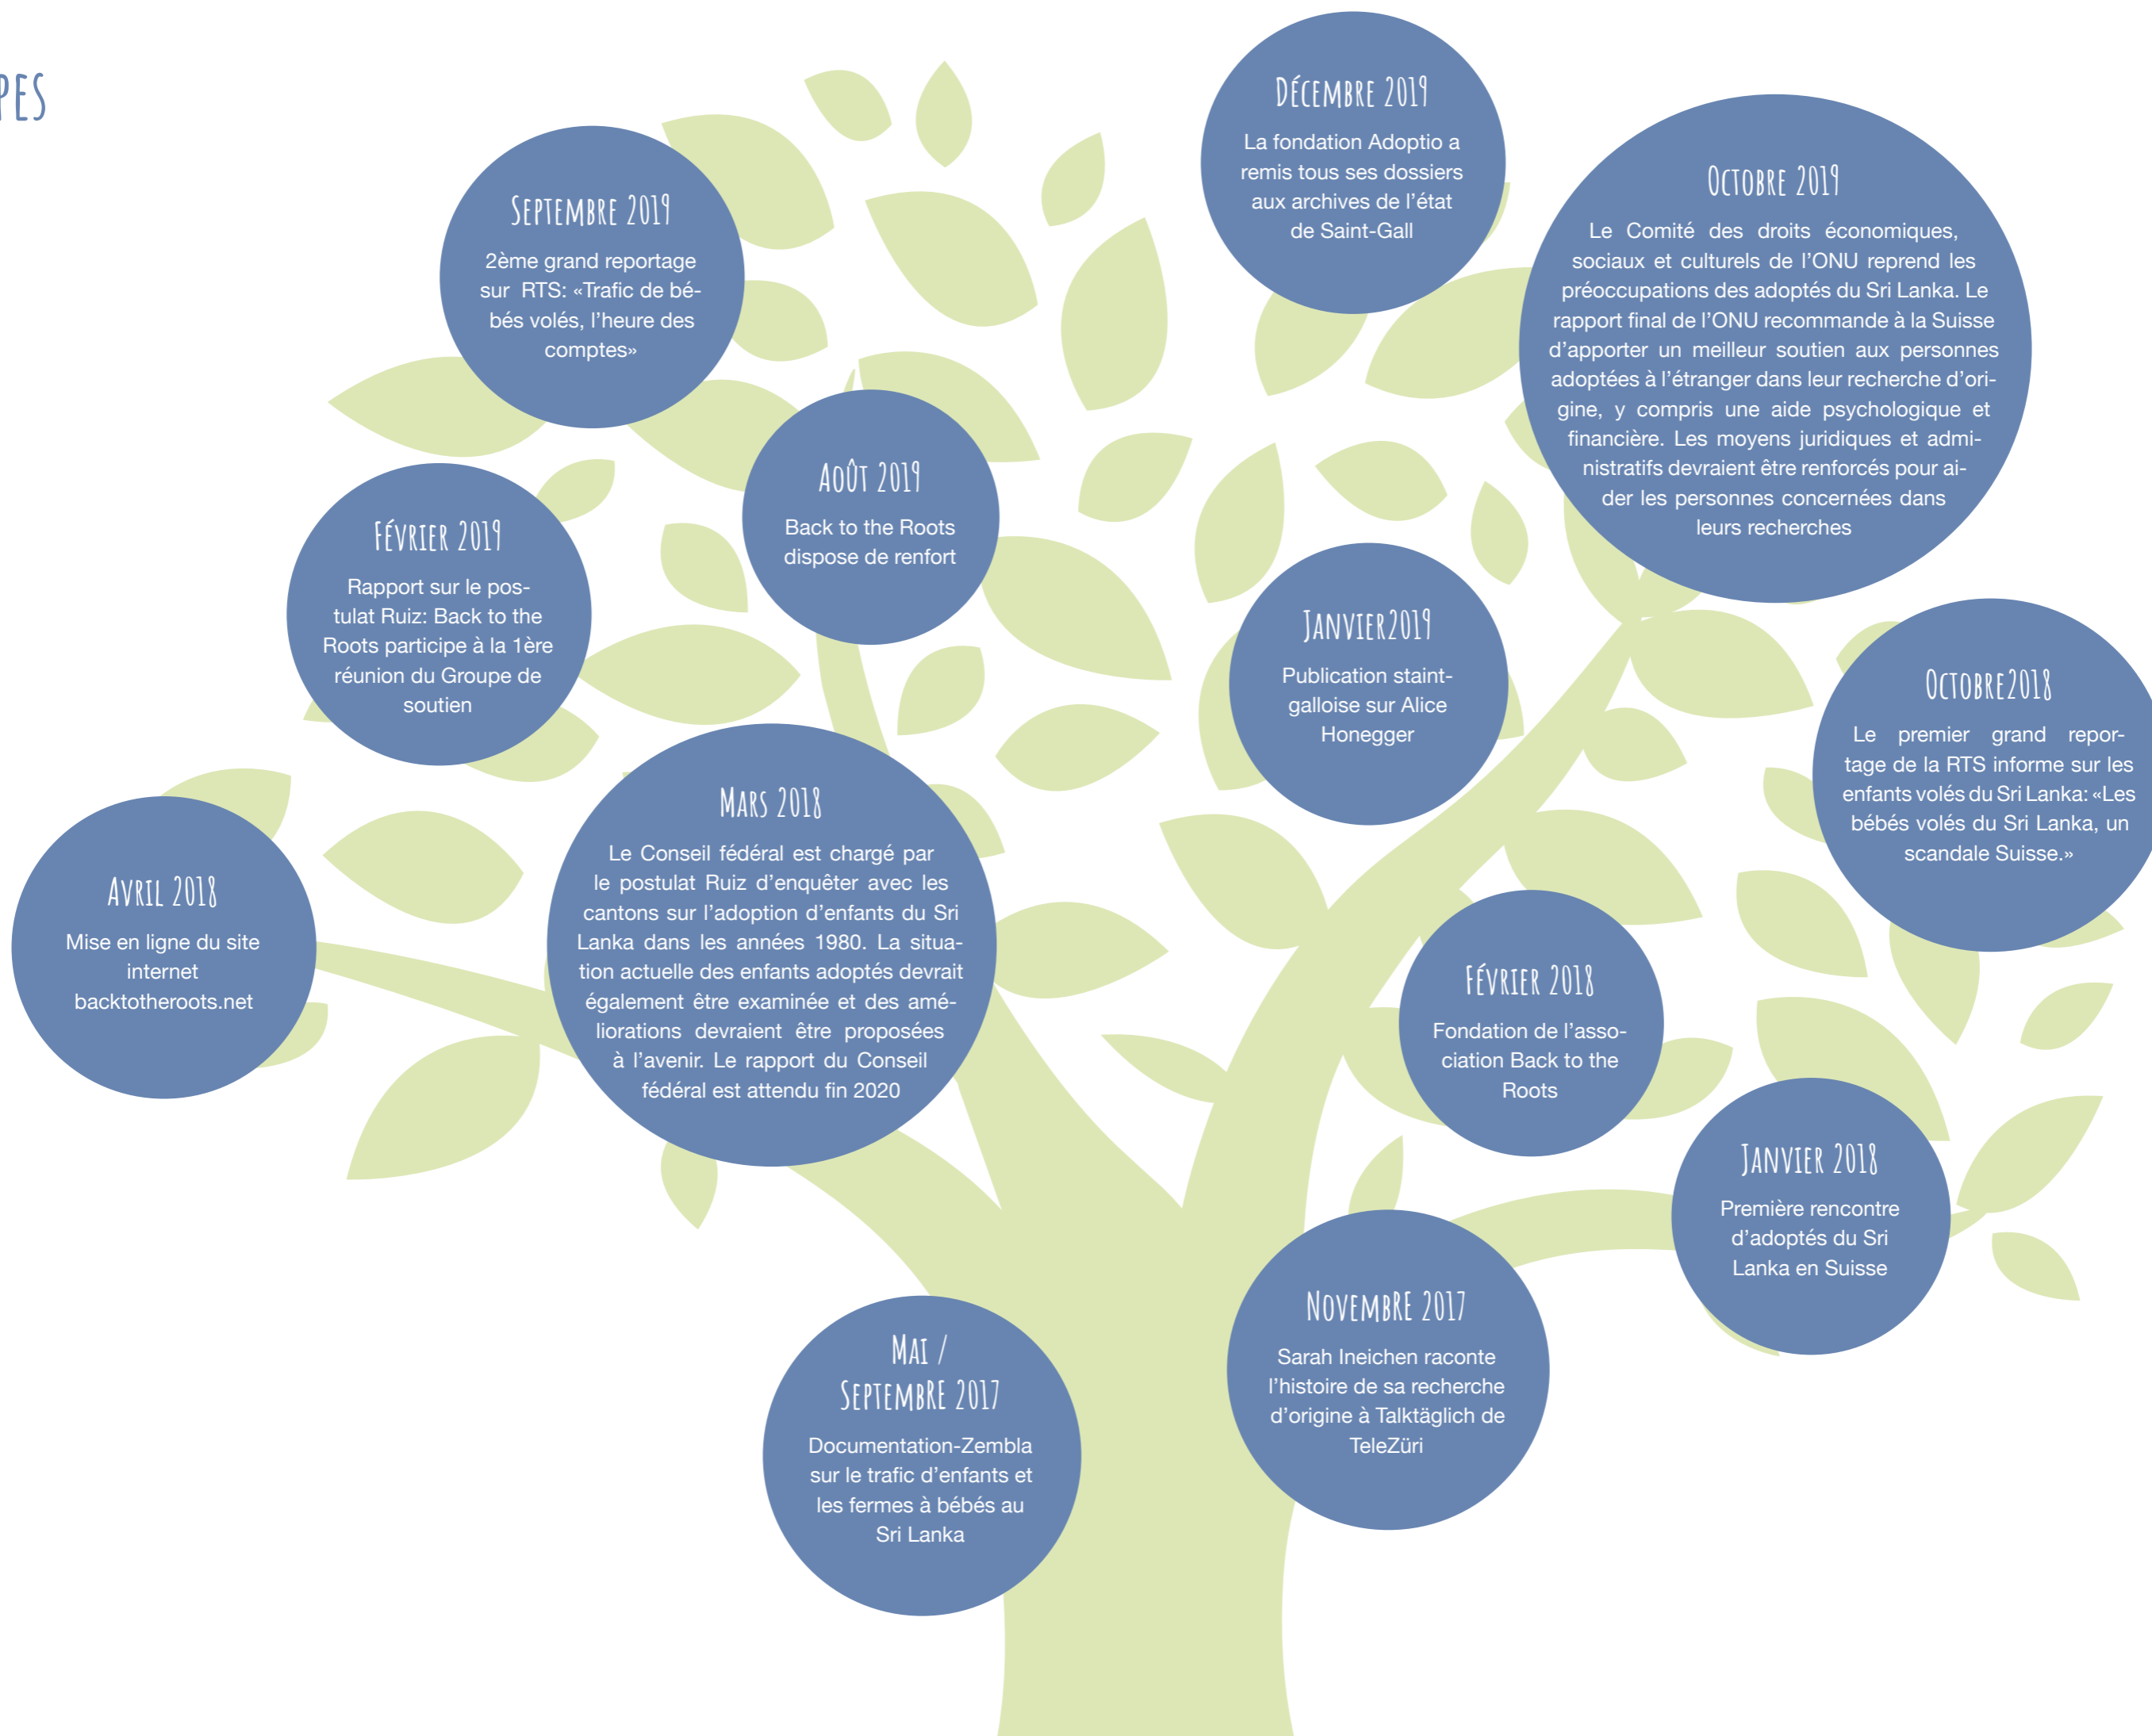 Décembre 2019
La fondation Adoptio a
remis tous ses dossiers
aux archives de l'état
de Saint-Gall
Octobre 2019
Le Comité des droits économiques,
sociaux et culturels de l'ONU reprend les
préoccupations des adoptés du Sri Lanka. Le
rapport final de l'ONU recommande à la Suisse
d'apporter un meilleur soutien aux personnes
adoptées à l'étranger dans leur recherche d'ori-
gine, y compris une aide psychologique et
financière. Les moyens juridiques et admi-
nistratifs devraient être renforcés pour ai-
der les personnes concernées dans
leurs recherches
Septembre 2019
2ème grand reportage
sur RTS: «Trafic de bé-
bés volés, l'heure des
comptes»
Août 2019
Back to the Roots
dispose de renfort
Février 2019
Rapport sur le pos-
tulat Ruiz: Back to the
Roots participe à la 1ère
réunion du Groupe de
soutien
Janvier2019
Publication staint-
galloise sur Alice
Honegger
Octobre2018
Le premier grand repor-
tage de la RTS informe sur les
enfants volés du Sri Lanka: «Les
bébés volés du Sri Lanka, un
scandale Suisse.»
Mars 2018
Le Conseil fédéral est chargé par
le postulat Ruiz d'enquêter avec les
cantons sur l'adoption d'enfants du Sri
Lanka dans les années 1980. La situa-
tion actuelle des enfants adoptés devrait
également être examinée et des amé-
liorations devraient être proposées
à l'avenir. Le rapport du Conseil
fédéral est attendu fin 2020
Avril 2018
Mise en ligne du site
internet
backtotheroots.net
Février 2018
Fondation de l'asso-
ciation Back to the
Roots
Janvier 2018
Première rencontre
d'adoptés du Sri
Lanka en Suisse
Novembre 2017
Sarah Ineichen raconte
l'histoire de sa recherche
d'origine à Talktäglich de
TeleZüri
Mai /
Septembre 2017
Documentation-Zembla
sur le trafic d'enfants et
les fermes à bébés au
Sri Lanka